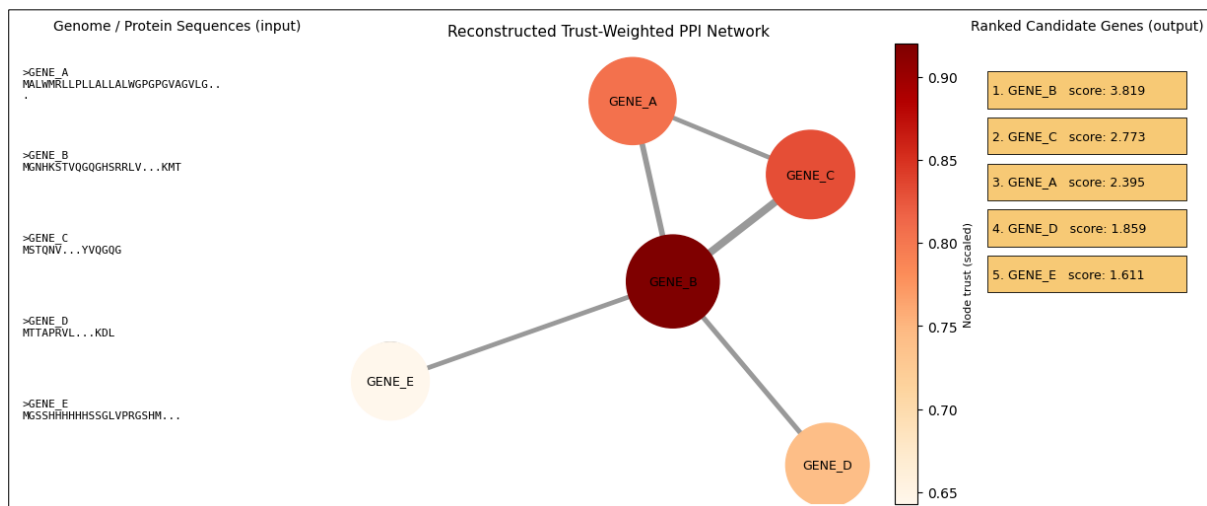 Genome / Protein Sequences (input)
>GENE_A
MALWMRLLPLLALLALWGPGPGVAGVLG..
.
>GENE_B
MGNHKSTVQGQGHSRRLV...KMT
>GENE_C
MSTQNV...YVQGQG
>GENE_D
MTTAPRVL...KDL
>GENE_E
MGSSHHHHHHSSGLVPRGSHM...
Reconstructed Trust-Weighted PPI Network
GENE_A
GENE_C
GENE_B
GENE_E
GENE_D
0.90
0.85
0.80
0.75
0.70
0.65
Node trust (scaled)
Ranked Candidate Genes (output)
1. GENE_B score: 3.819
2. GENE_C score: 2.773
3. GENE_A score: 2.395
4. GENE_D score: 1.859
5. GENE_E score: 1.611